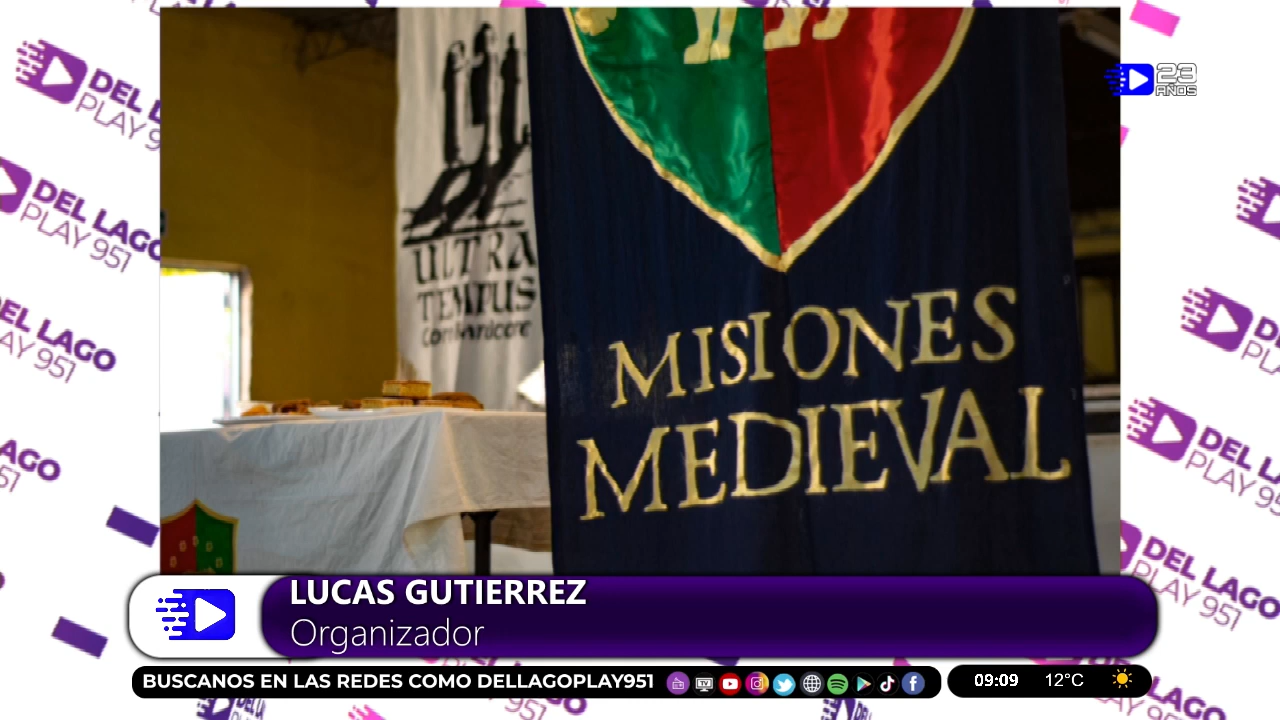 DEL LAGO
PLAY 951
23
AÑOS
ULTRA
TEMPUS
MISIONES
MEDIEVAL
LUCAS GUTIERREZ
Organizador
BUSCANOS EN LAS REDES COMO DELLAGOPLAY951
09:09
12°C